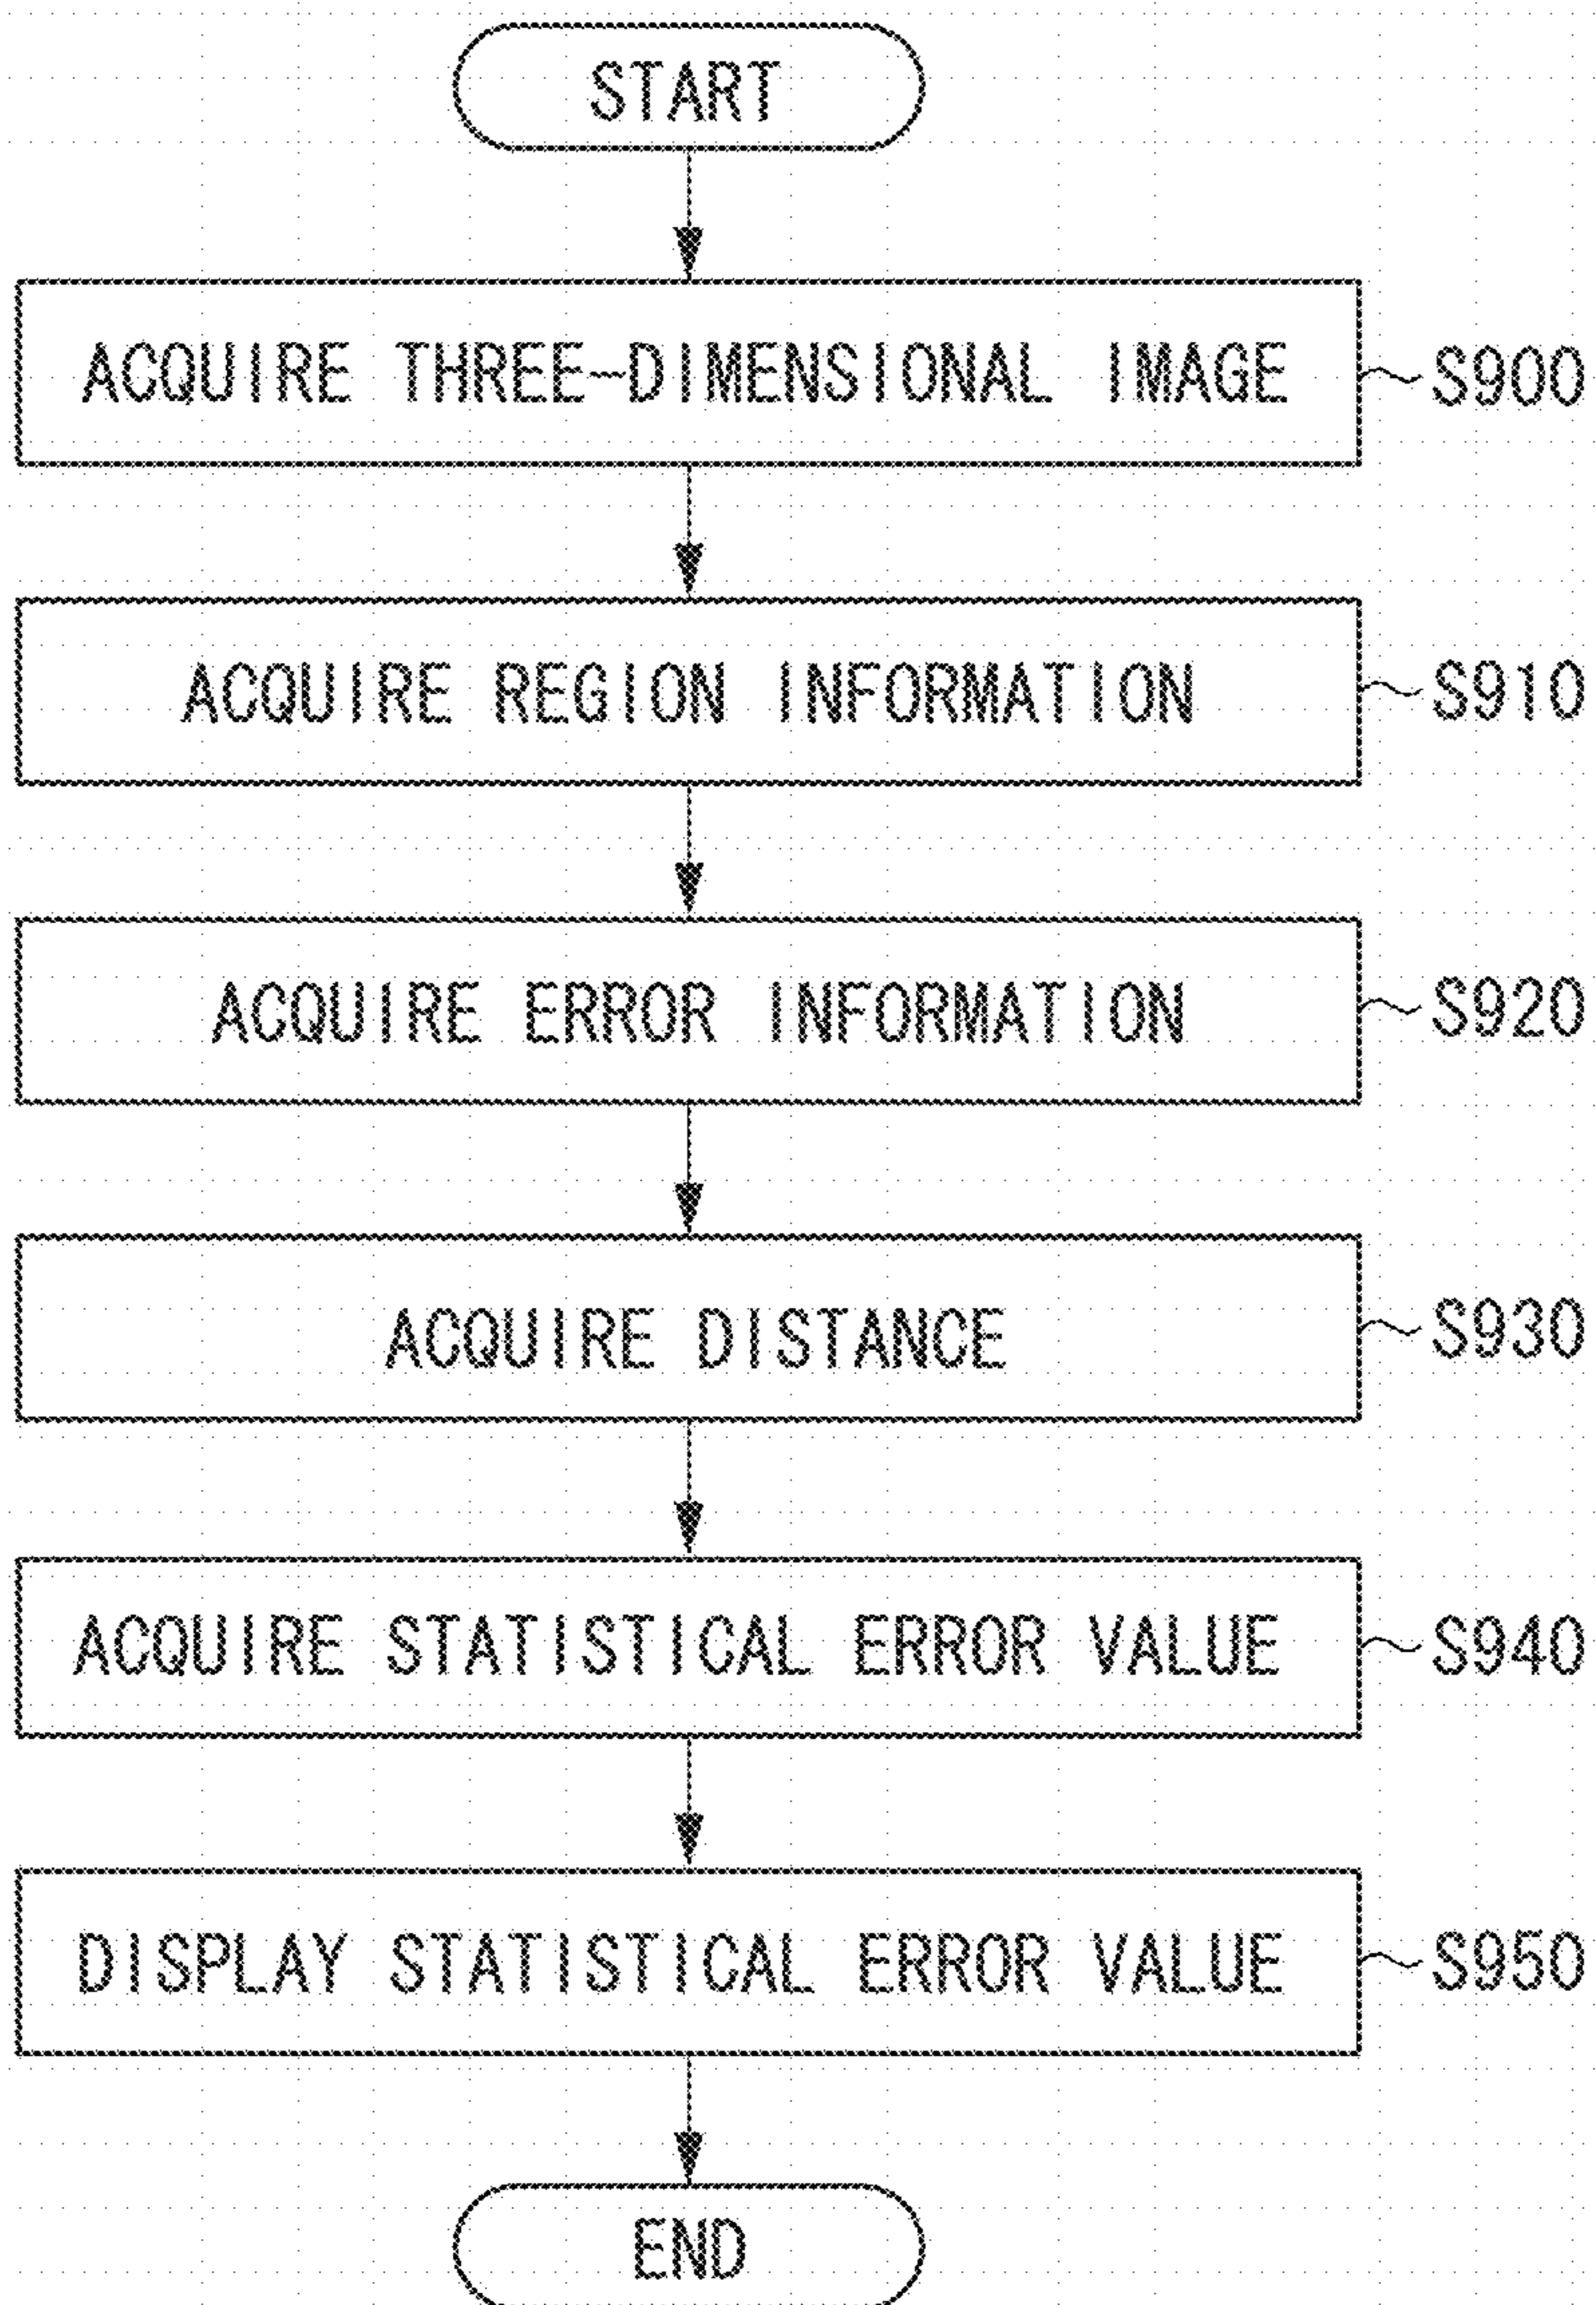 START
ACQUIRE THREE-DIMENSIONAL IMAGE S900
ACQUIRE REGION INFORMATION S910
ACQUIRE ERROR INFORMATION S920
ACQUIRE DISTANCE S930
ACQUIRE STATISTICAL ERROR VALUE S940
DISPLAY STATISTICAL ERROR VALUE S950
END